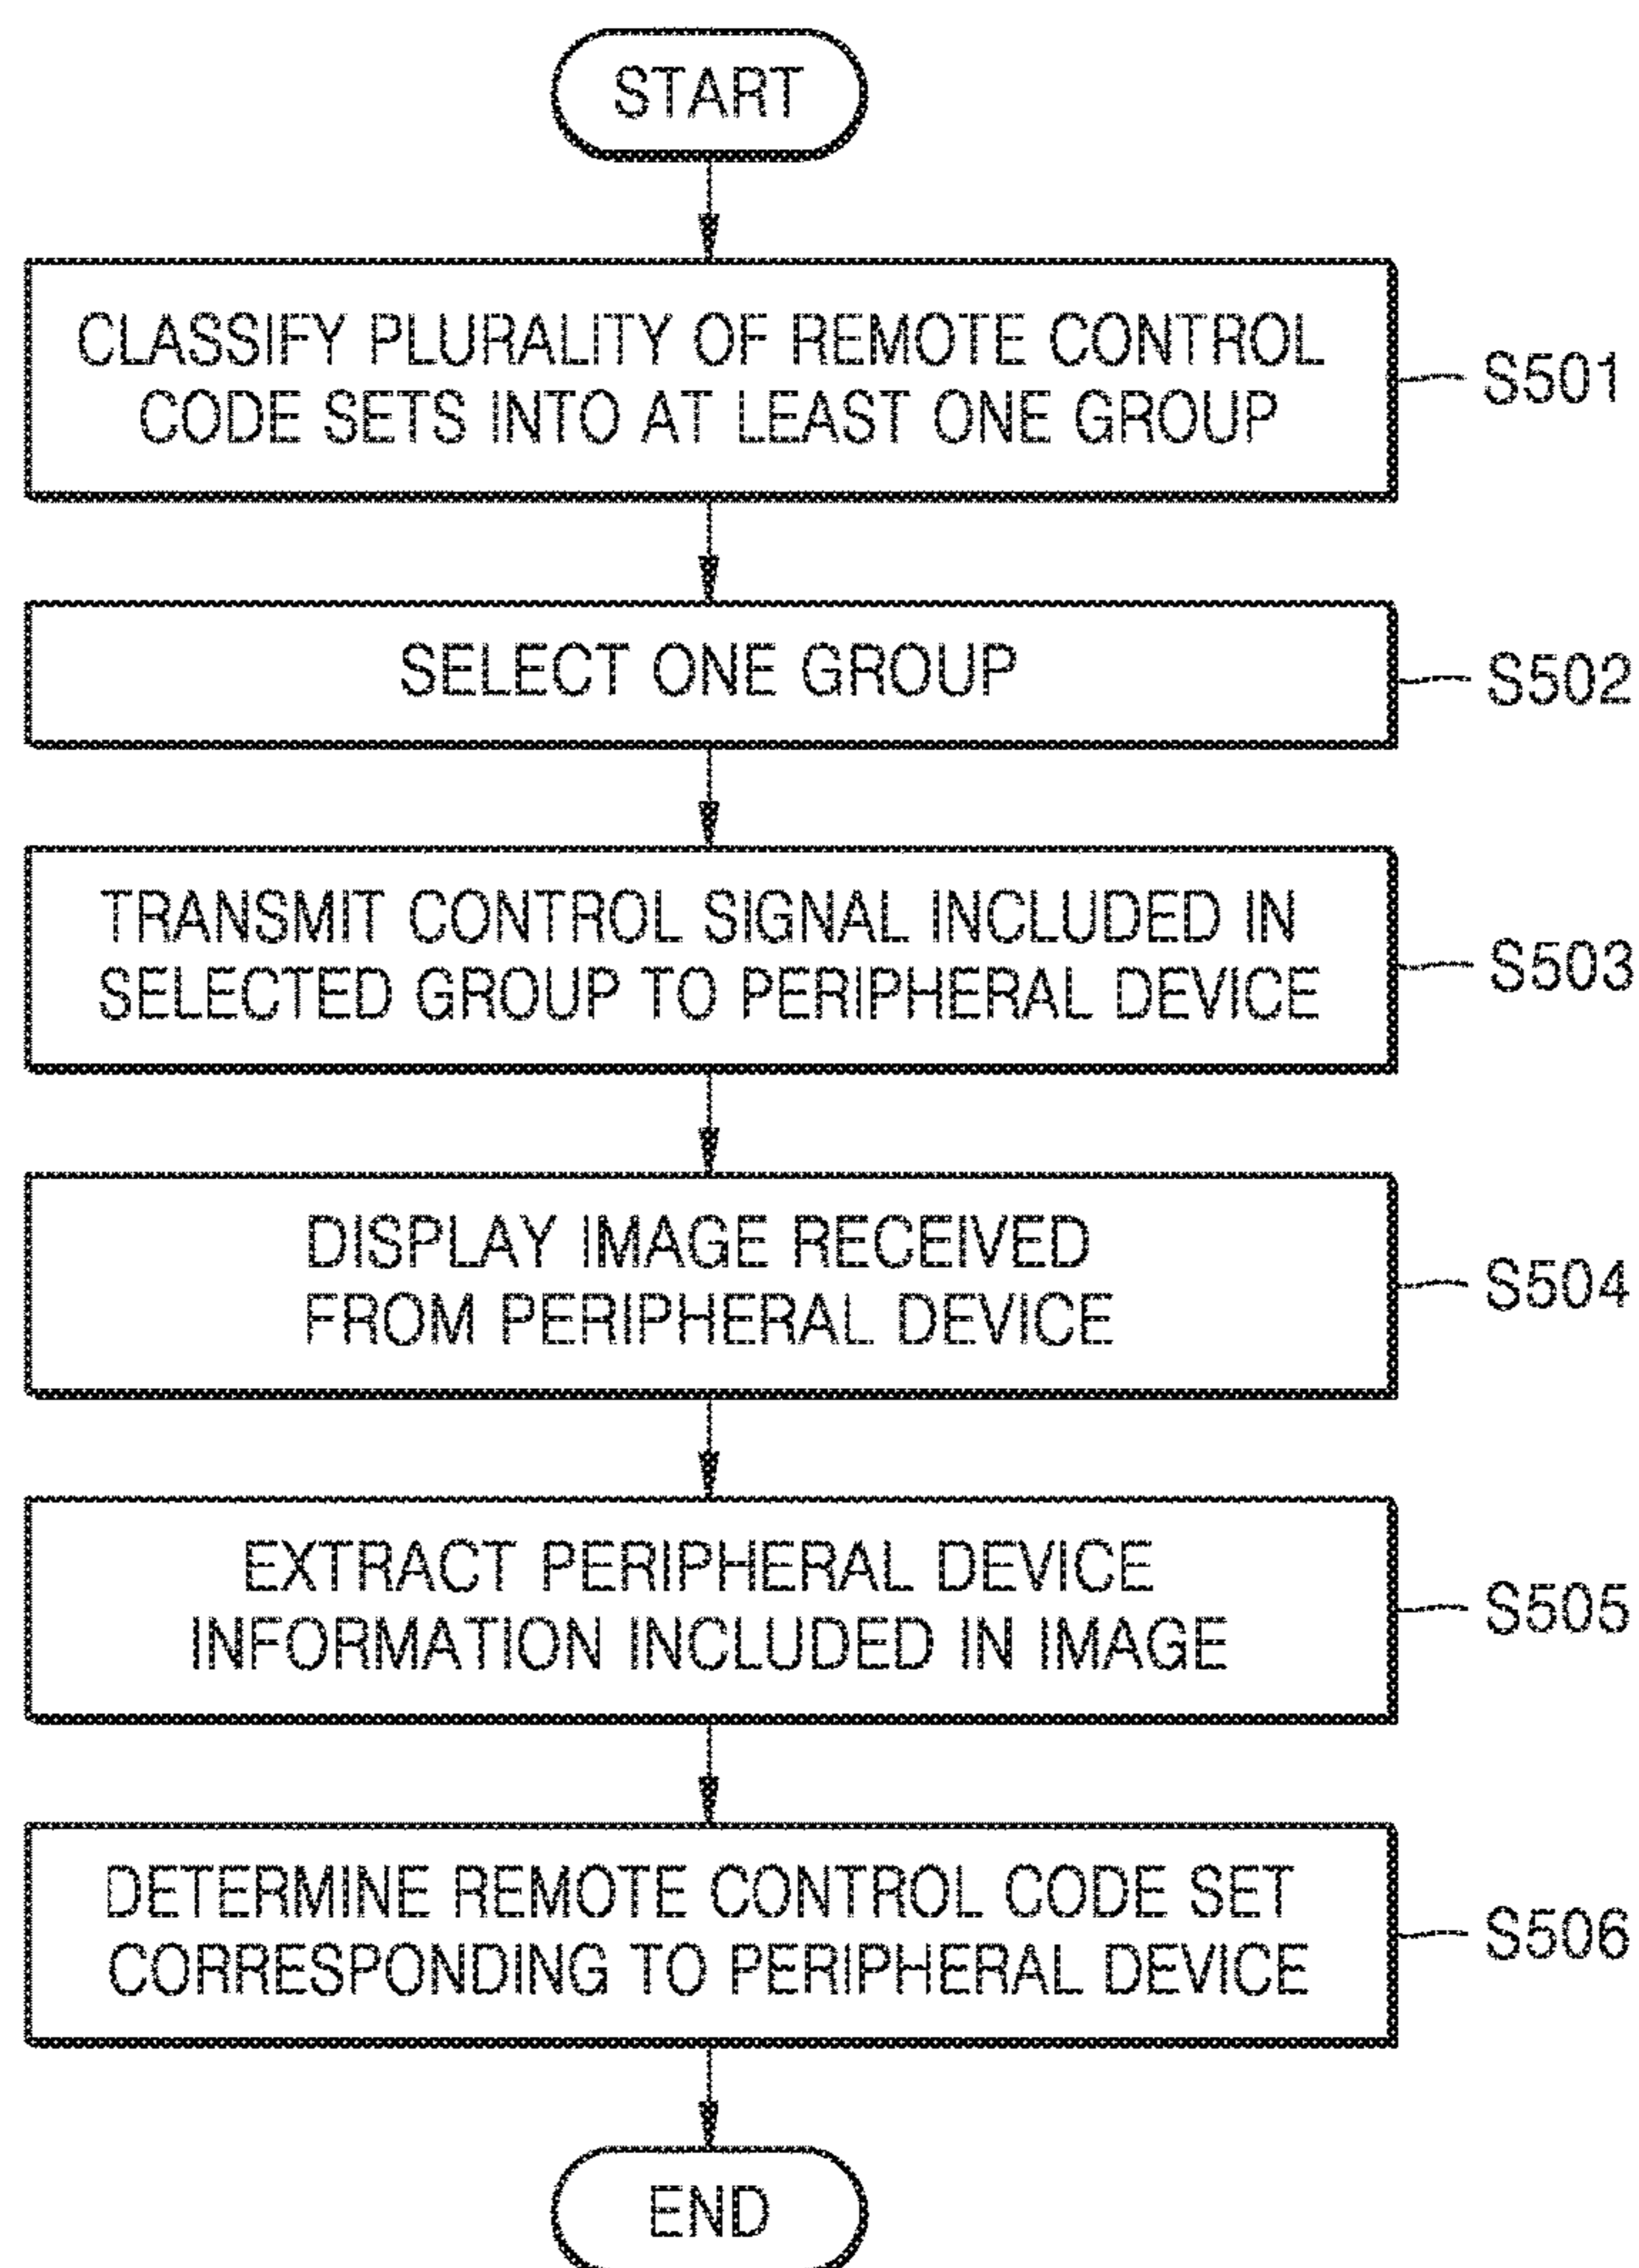 START
CLASSIFY PLURALITY OF REMOTE CONTROL
CODE SETS INTO AT LEAST ONE GROUP
S501
SELECT ONE GROUP
S502
TRANSMIT CONTROL SIGNAL INCLUDED IN
SELECTED GROUP TO PERIPHERAL DEVICE
S503
DISPLAY IMAGE RECEIVED
FROM PERIPHERAL DEVICE
S504
EXTRACT PERIPHERAL DEVICE
INFORMATION INCLUDED IN IMAGE
S505
DETERMINE REMOTE CONTROL CODE SET
CORRESPONDING TO PERIPHERAL DEVICE
S506
END